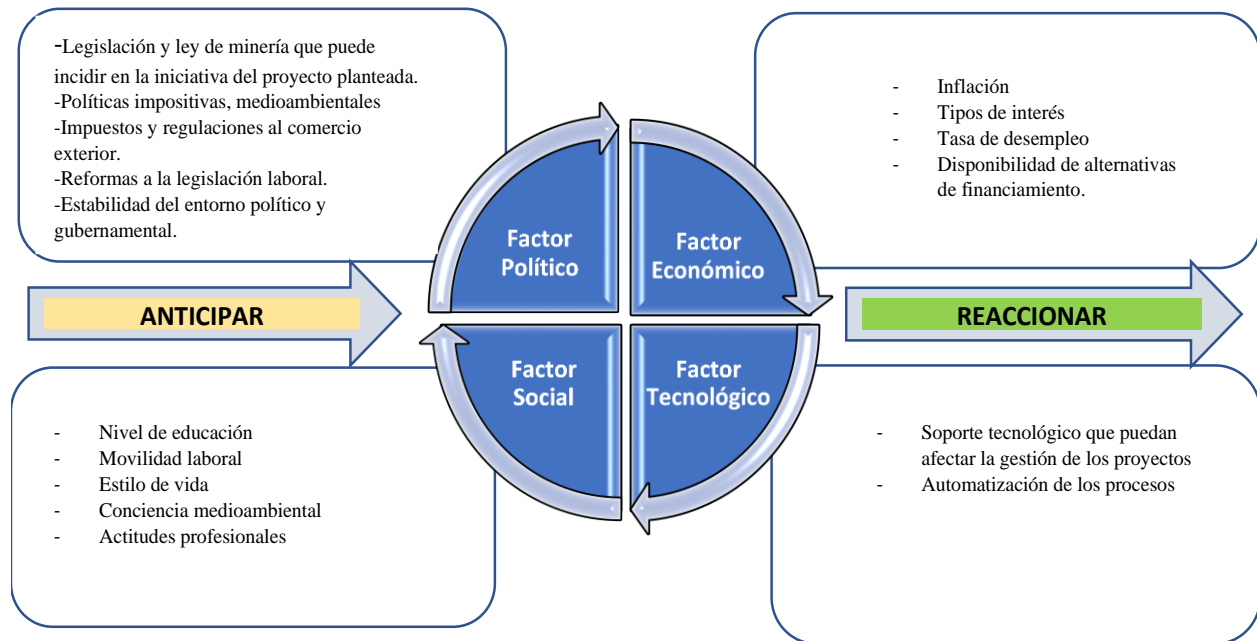 -Legislación y ley de minería que puede
incidir en la iniciativa del proyecto planteada.
-Políticas impositivas, medioambientales
-Impuestos y regulaciones al comercio
exterior.
-Reformas a la legislación laboral.
-Estabilidad del entorno político y
gubernamental.
- Inflación
- Tipos de interés
- Tasa de desempleo
- Disponibilidad de alternativas
de financiamiento.
Factor
Político
Factor
Económico
ANTICIPAR
REACCIONAR
Factor
Social
Factor
Tecnológico
- Nivel de educación
- Movilidad laboral
- Estilo de vida
- Conciencia medioambiental
- Actitudes profesionales
- Soporte tecnológico que puedan
afectar la gestión de los proyectos
- Automatización de los procesos